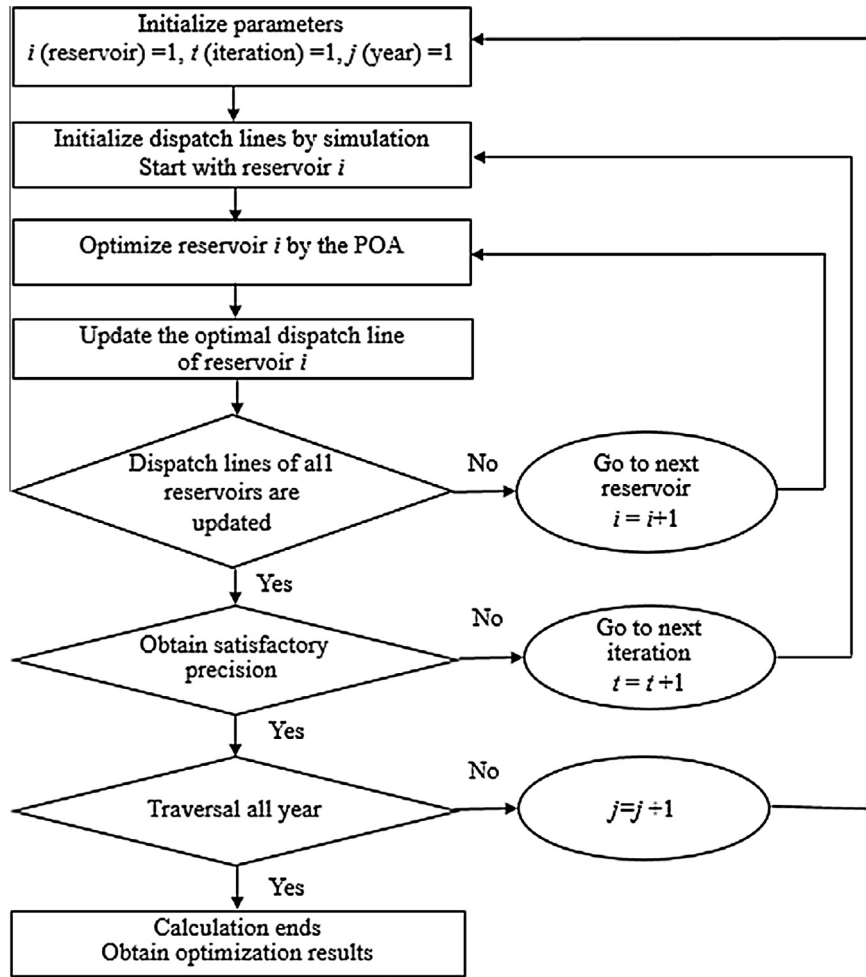 Initialize parameters
i (reservoir) =1, t (iteration) =1, j (year) =1
Initialize dispatch lines by simulation
Start with reservoir i
Optimize reservoir i by the POA
Update the optimal dispatch line
of reservoir i
Dispatch lines of all
reservoirs are
updated
No
Go to next
reservoir
i = i+1
Yes
Obtain satisfactory
precision
No
Go to next
iteration
t = t +1
Yes
Traversal all year
No
j=j +1
Yes
Calculation ends
Obtain optimization results